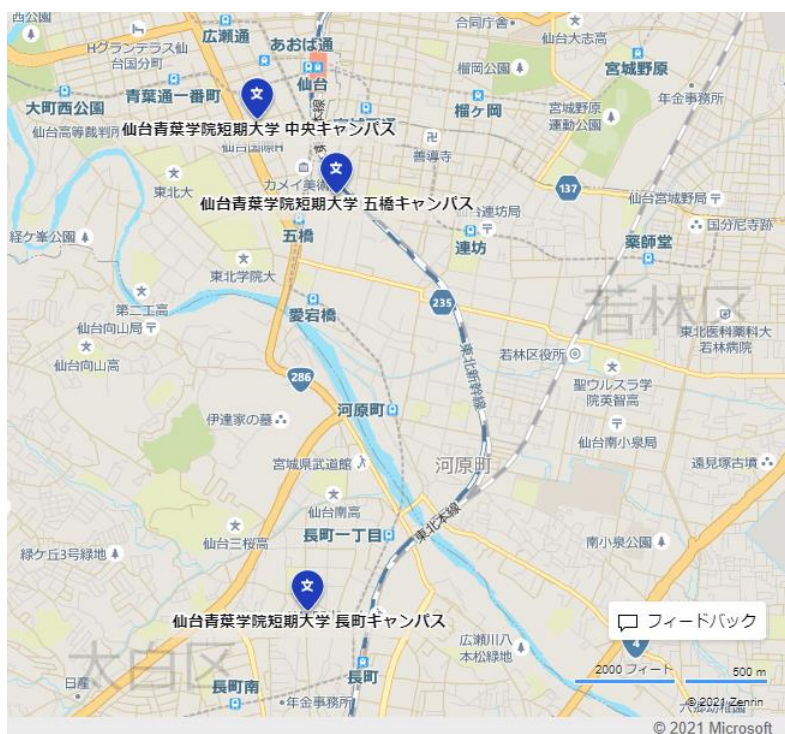 西公園
広瀬通
あおば通
合同庁舎
仙台大志高
Hグランテラス仙
台国分町
仙台
榴岡公園
宮城野原
大町西公園
青葉通一番町
榴ヶ岡
宮城野原
運動公園
年金事務所
仙台高等裁判所
仙台青葉学院短期大学 中央キャンパス
仙台国際H
善導寺
東北大
カメイ美術
137
仙台宮城野局
仙台青葉学院短期大学 五橋キャンパス
仙台連坊局
国分尼寺跡
経ケ峯公園
五橋
連坊
薬師堂
東北学院大
235
若林区
第二工高
仙台向山局
愛宕橋
東北医科薬科大
若林病院
仙台向山高
東北新幹線
若林区役所
286
聖ウルスラ学
院英智高
伊達家の墓
河原町
仙台南小泉局
宮城県武道館
河原町
遠見塚古墳
仙台南高
仙台三桜高
長町一丁目
東北本線
南小泉公園
緑ケ丘3号緑地
仙台青葉学院短期大学 長町キャンパス
フィードバック
太白区
広瀬川八
本松緑地
4
長町
2000 フィート
500 m
日産
長町南
年金事務所
© 2021 Zenrin
© 2021 Microsoft